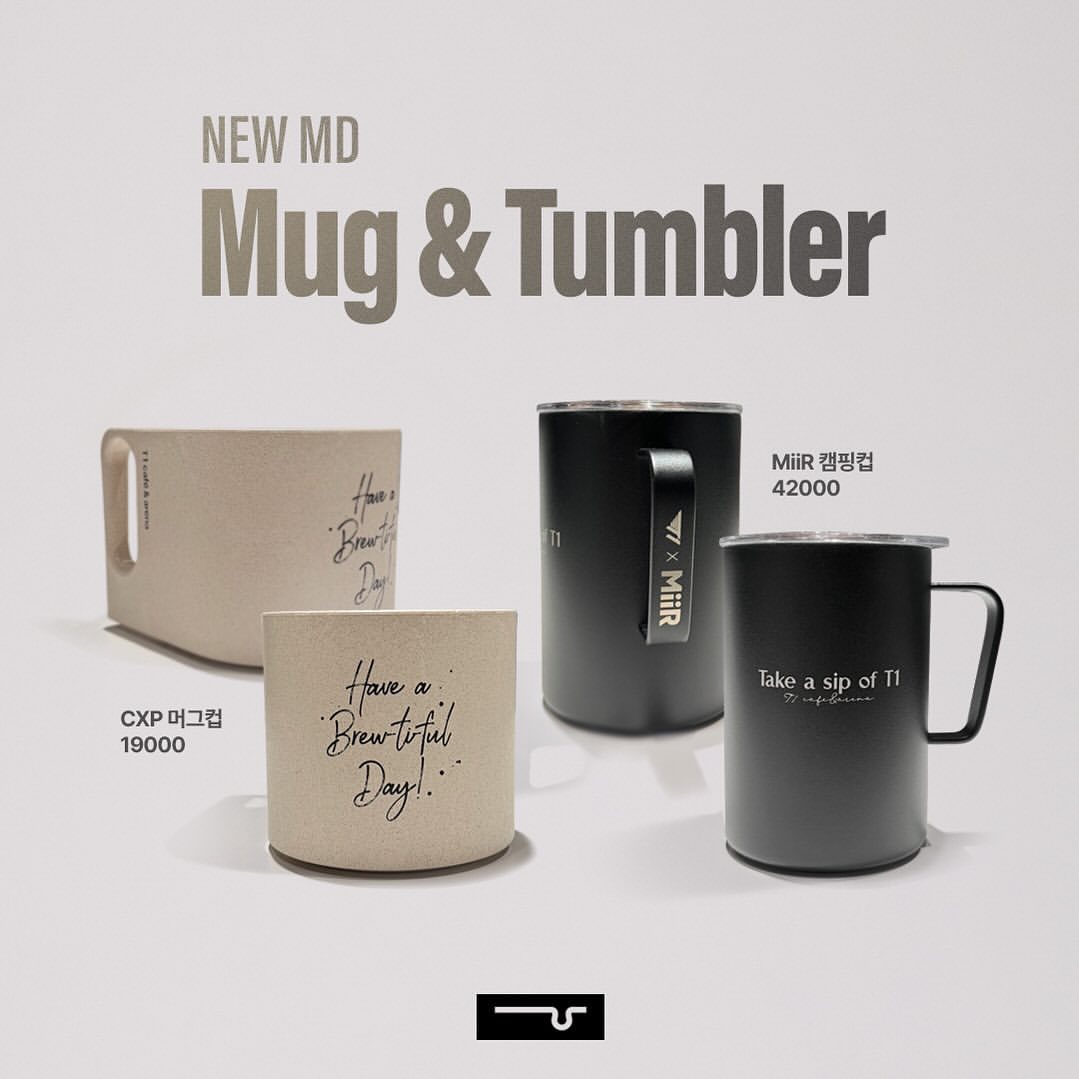 NEW MD
Mug & Tumbler
T1 cafe & arena
Have a
Brew-ti-f
Day!
of T1
T1 x MiiR
MiiR 캠핑컵
42000
CXP 머그컵
19000
Have a
Brew-ti-ful
Day!
Take a sip of T1
T1 cafe&arena